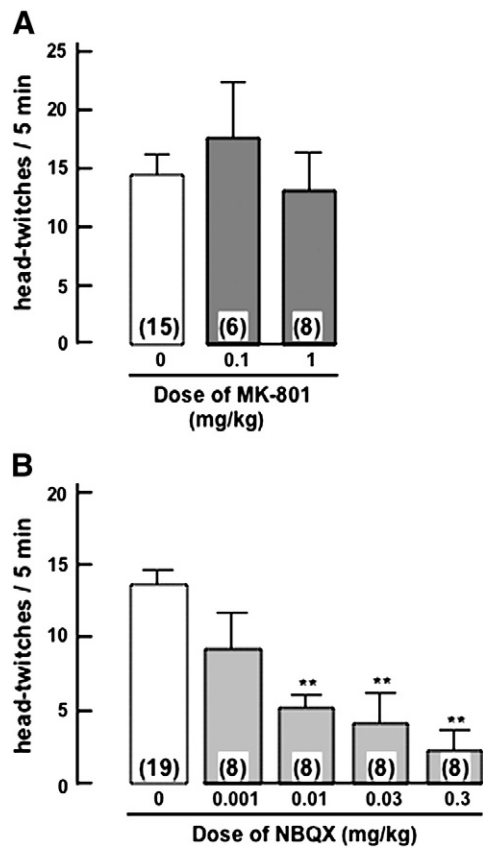 A
head-twitches / 5 min
25
20
15
10
5
0
(15) (6) (8)
0 0.1 1
Dose of MK-801
(mg/kg)
B
head-twitches / 5 min
20
15
10
5
0
** ** **
(19) (8) (8) (8) (8)
0 0.001 0.01 0.03 0.3
Dose of NBQX (mg/kg)